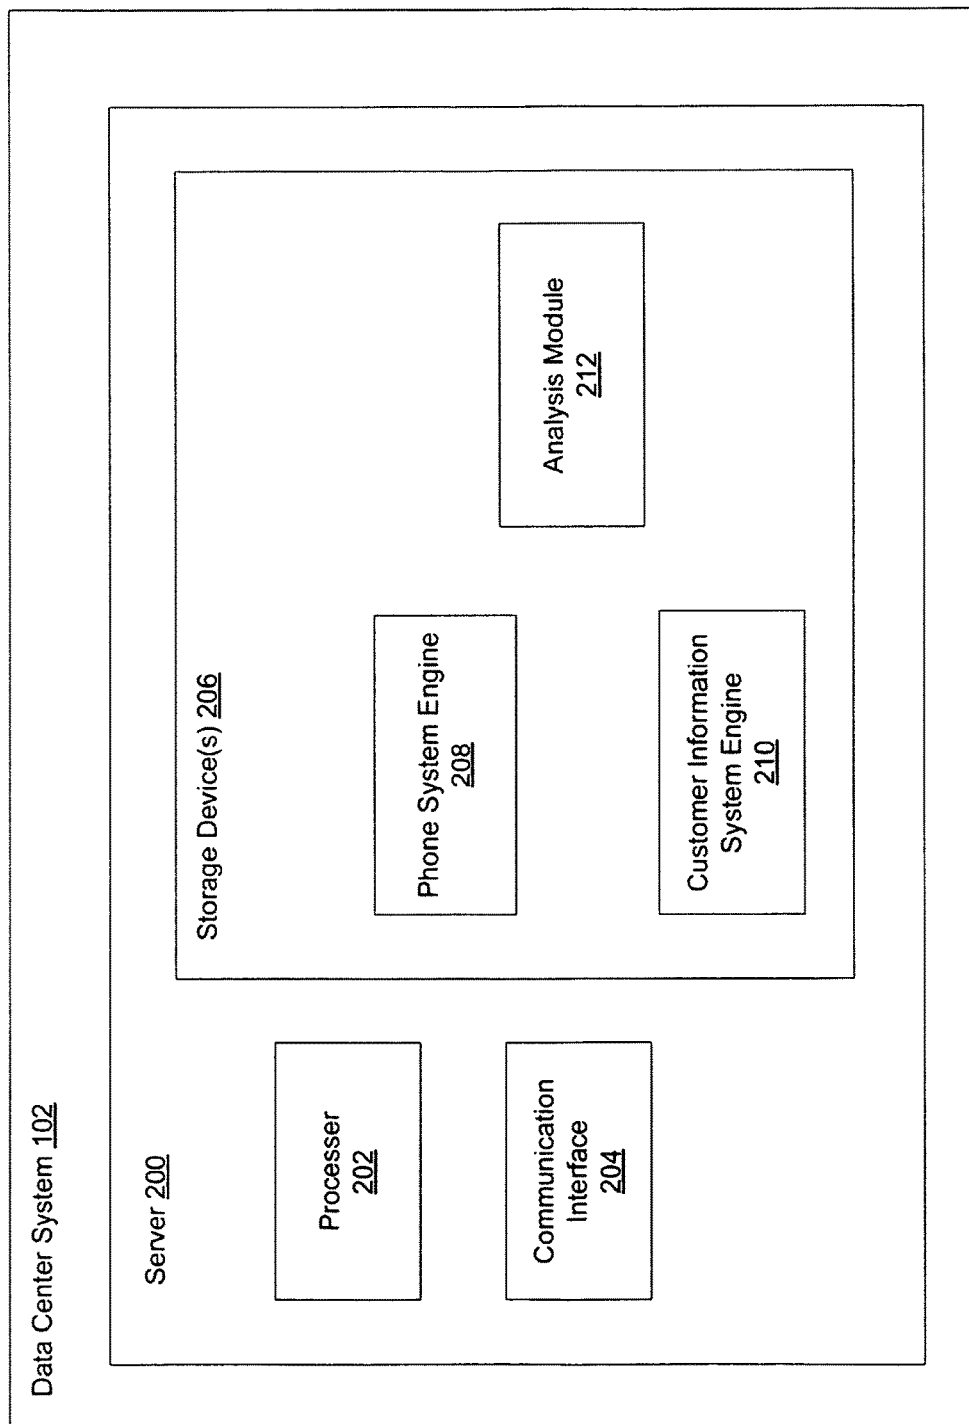 Data Center System 102
Server 200
Processer
202
Communication
Interface
204
Storage Device(s) 206
Phone System Engine
208
Customer Information
System Engine
210
Analysis Module
212